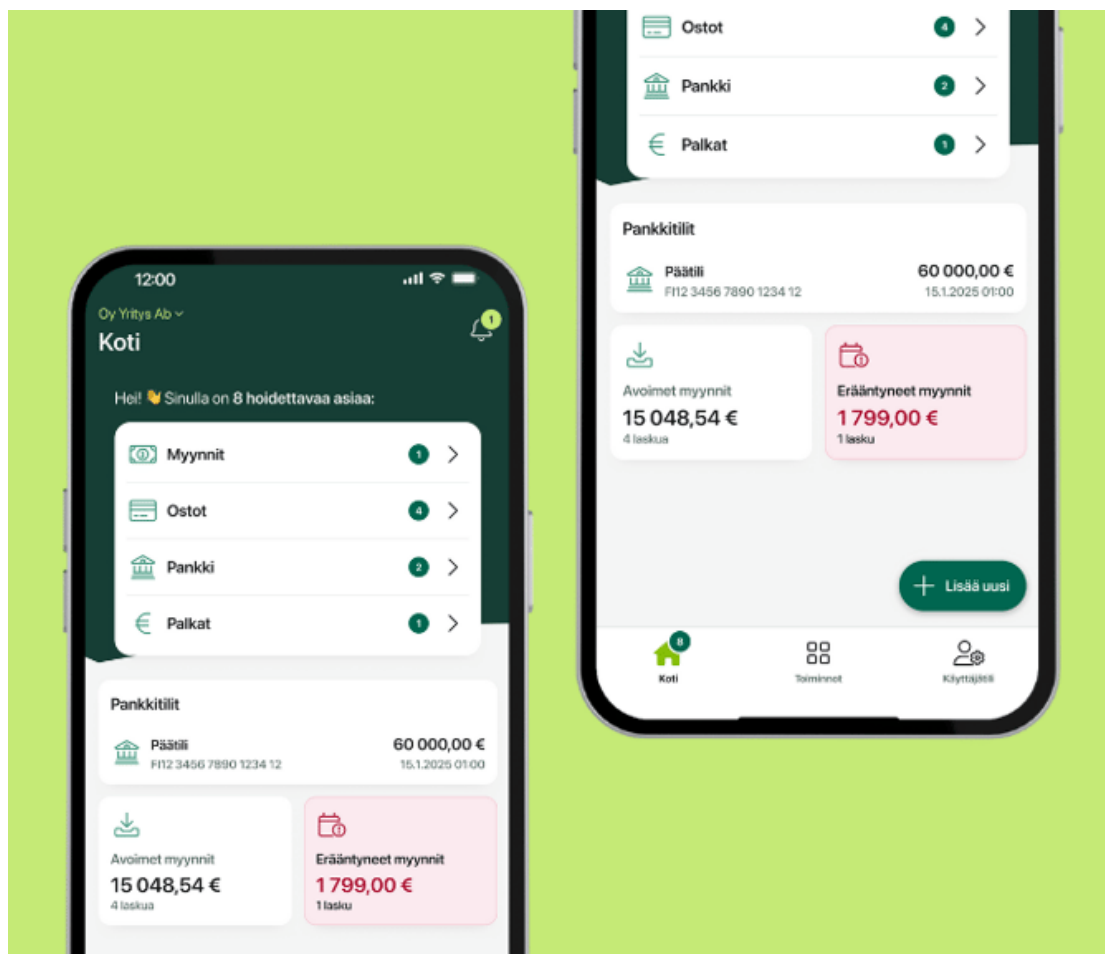 12:00
Oy Yritys Ab
1
Koti
Hei! 👋 Sinulla on 8 hoidettavaa asiaa:
Myynnit 1
Ostot 4
Pankki 2
Palkat 1
Pankkitilit
Päätili 60 000,00 €
FI12 3456 7890 1234 12 15.1.2025 01:00
Avoimet myynnit
15 048,54 €
4 laskua
Erääntyneet myynnit
1 799,00 €
1 lasku
Ostot 4
Pankki 2
Palkat 1
Pankkitilit
Päätili 60 000,00 €
FI12 3456 7890 1234 12 15.1.2025 01:00
Avoimet myynnit
15 048,54 €
4 laskua
Erääntyneet myynnit
1 799,00 €
1 lasku
Lisää uusi
8
Koti Toiminnot Käyttäjätili